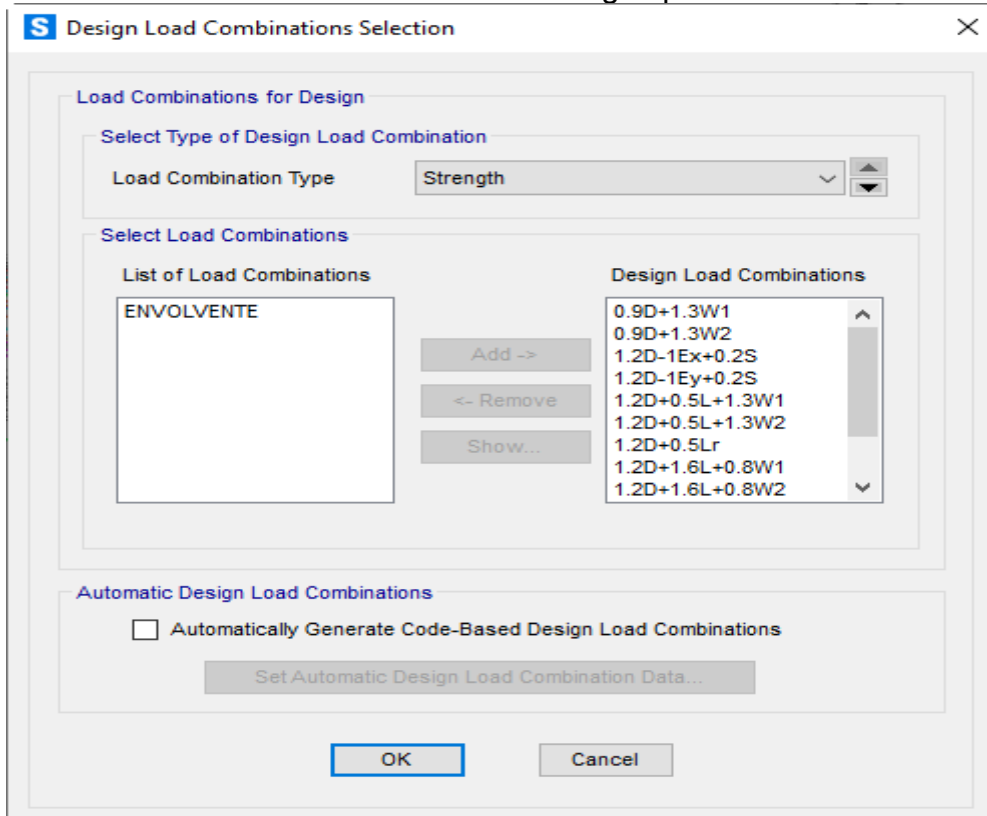 S Design Load Combinations Selection
Load Combinations for Design
Select Type of Design Load Combination
Load Combination Type Strength
Select Load Combinations
List of Load Combinations Design Load Combinations
ENVOLVENTE
0.9D+1.3W1
0.9D+1.3W2
1.2D-1Ex+0.2S
1.2D-1Ey+0.2S
1.2D+0.5L+1.3W1
1.2D+0.5L+1.3W2
1.2D+0.5Lr
1.2D+1.6L+0.8W1
1.2D+1.6L+0.8W2
Add ->
<- Remove
Show...
Automatic Design Load Combinations
Automatically Generate Code-Based Design Load Combinations
Set Automatic Design Load Combination Data...
OK Cancel